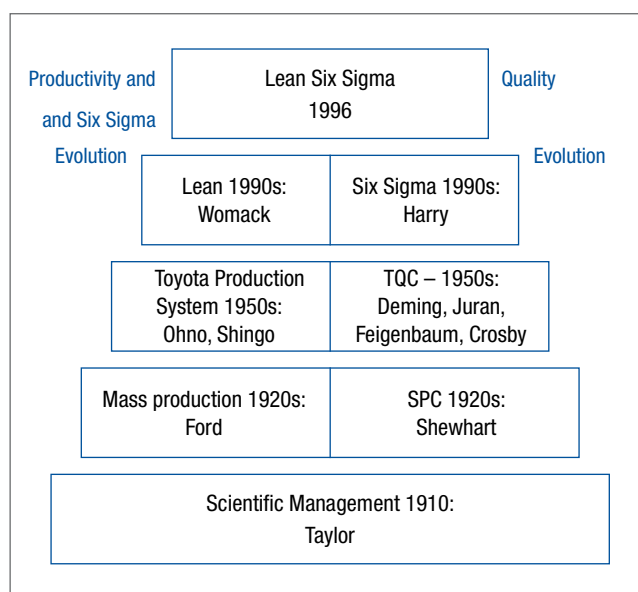 Productivity and
and Six Sigma
Evolution
Lean Six Sigma
1996
Quality
Evolution
Lean 1990s:
Womack
Six Sigma 1990s:
Harry
Toyota Production
System 1950s:
Ohno, Shingo
TQC – 1950s:
Deming, Juran,
Feigenbaum, Crosby
Mass production 1920s:
Ford
SPC 1920s:
Shewhart
Scientific Management 1910:
Taylor